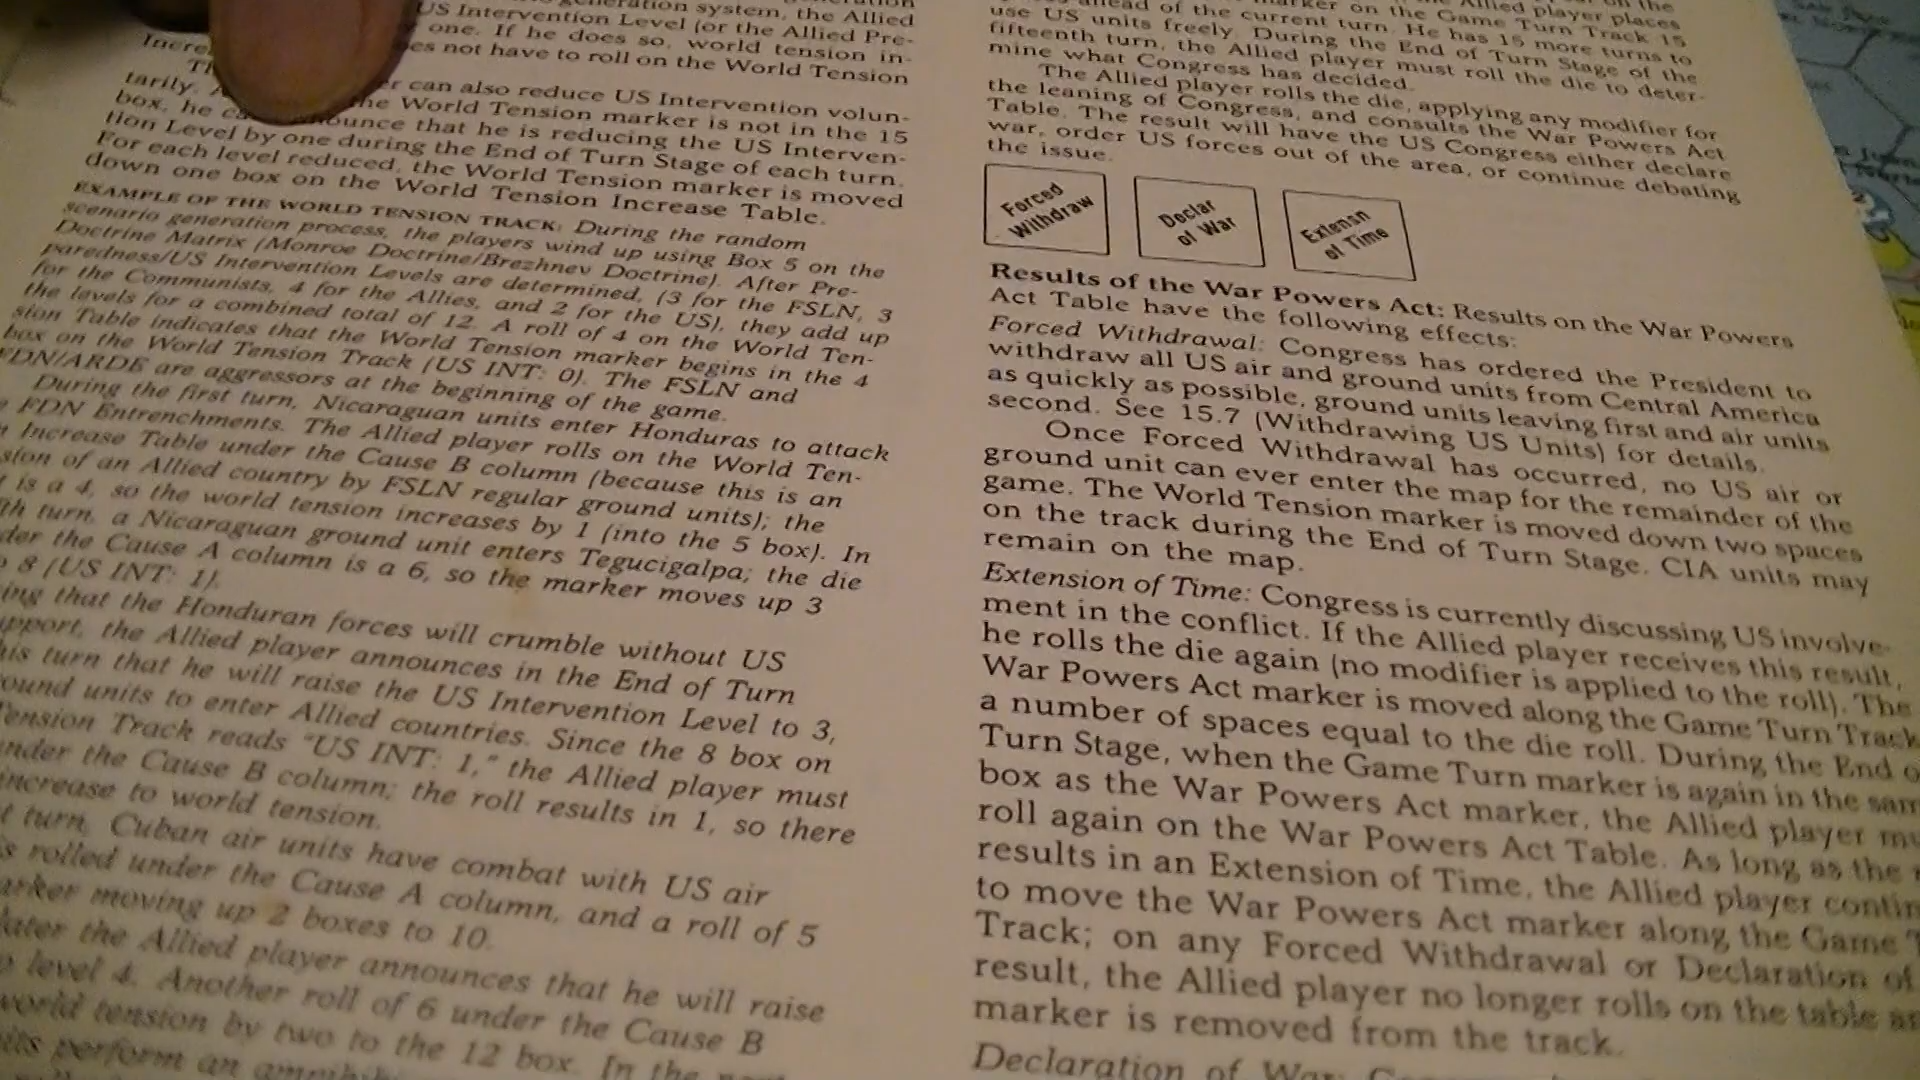 generation system, the Allied
US Intervention Level (or the Allied Pre-
one. If he does so, world tension in-
es not have to roll on the World Tension
Incre
Th
er can also reduce US Intervention volun-
tarily. A
he World Tension marker is not in the 15
box, he ca ounce that he is reducing the US Interven-
tion Level by one during the End of Turn Stage of each turn.
For each level reduced, the World Tension marker is moved
down one box on the World Tension Increase Table.
EXAMPLE OF THE WORLD TENSION TRACK: During the random
scenario generation process, the players wind up using Box 5 on the
Doctrine Matrix (Monroe Doctrine/Brezhnev Doctrine). After Pre-
paredness/US Intervention Levels are determined, (3 for the FSLN, 3
for the Communists, 4 for the Allies, and 2 for the US), they add up
the levels for a combined total of 12. A roll of 4 on the World Ten-
sion Table indicates that the World Tension marker begins in the 4
box on the World Tension Track (US INT: 0). The FSLN and
FDN/ARDE are aggressors at the beginning of the game.
During the first turn, Nicaraguan units enter Honduras to attack
FDN Entrenchments. The Allied player rolls on the World Ten-
Increase Table under the Cause B column (because this is an
sion of an Allied country by FSLN regular ground units); the
is a 4, so the world tension increases by 1 (into the 5 box). In
th turn, a Nicaraguan ground unit enters Tegucigalpa; the die
der the Cause A column is a 6, so the marker moves up 3
8 (US INT: 1).
ing that the Honduran forces will crumble without US
pport, the Allied player announces in the End of Turn
his turn that he will raise the US Intervention Level to 3,
ound units to enter Allied countries. Since the 8 box on
Tension Track reads "US INT: 1," the Allied player must
nder the Cause B column; the roll results in 1, so there
increase to world tension.
t turn, Cuban air units have combat with US air
s rolled under the Cause A column, and a roll of 5
arker moving up 2 boxes to 10.
later the Allied player announces that he will raise
level 4. Another roll of 6 under the Cause B
world tension by two to the 12 box. In the
its perform an
Allied player places
marker on the Game Turn Track 15
ahead of the current turn. He has 15 more turns to
use US units freely. During the End of Turn Stage of the
fifteenth turn, the Allied player must roll the die to deter-
mine what Congress has decided.
The Allied player rolls the die, applying any modifier for
the leaning of Congress, and consults the War Powers Act
Table. The result will have the US Congress either declare
war, order US forces out of the area, or continue debating
the issue.
Forced
Withdraw
Declar
of War
Extensn
of Time
Results of the War Powers Act: Results on the War Powers
Act Table have the following effects:
Forced Withdrawal: Congress has ordered the President to
withdraw all US air and ground units from Central America
as quickly as possible, ground units leaving first and air units
second. See 15.7 (Withdrawing US Units) for details.
Once Forced Withdrawal has occurred, no US air or
ground unit can ever enter the map for the remainder of the
game. The World Tension marker is moved down two spaces
on the track during the End of Turn Stage. CIA units may
remain on the map.
Extension of Time: Congress is currently discussing US involve-
ment in the conflict. If the Allied player receives this result,
he rolls the die again (no modifier is applied to the roll). The
War Powers Act marker is moved along the Game Turn Track
a number of spaces equal to the die roll. During the End o
Turn Stage, when the Game Turn marker is again in the sam
box as the War Powers Act marker, the Allied player mu
roll again on the War Powers Act Table. As long as the
results in an Extension of Time, the Allied player contin
to move the War Powers Act marker along the Game T
Track; on any Forced Withdrawal or Declaration of
result, the Allied player no longer rolls on the table an
marker is removed from the track.
Declaration of War: